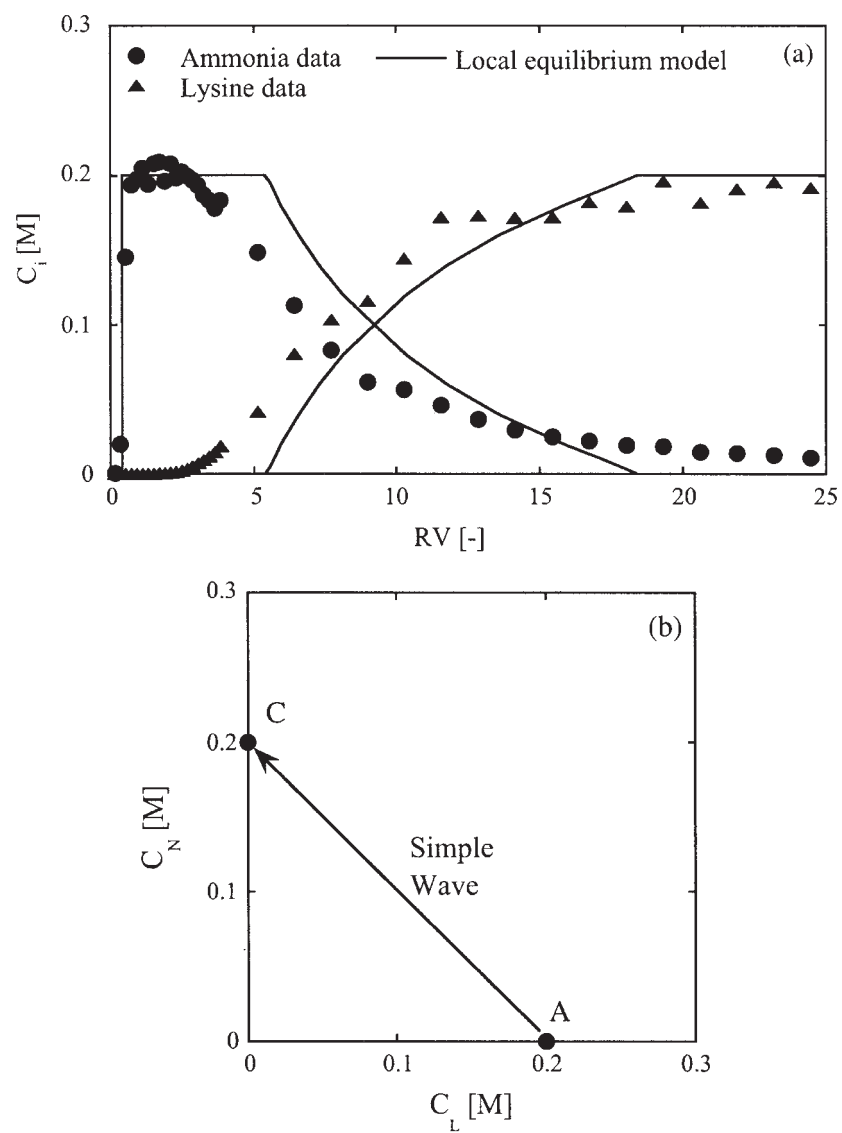 0.3
(a)
Ammonia data
Local equilibrium model
Lysine data
0.2
C_i [M]
0.1
0
0 5 10 15 20 25
RV [-]
0.3
(b)
C
0.2
C_N [M]
Simple
Wave
0.1
A
0
0 0.1 0.2 0.3
C_L [M]